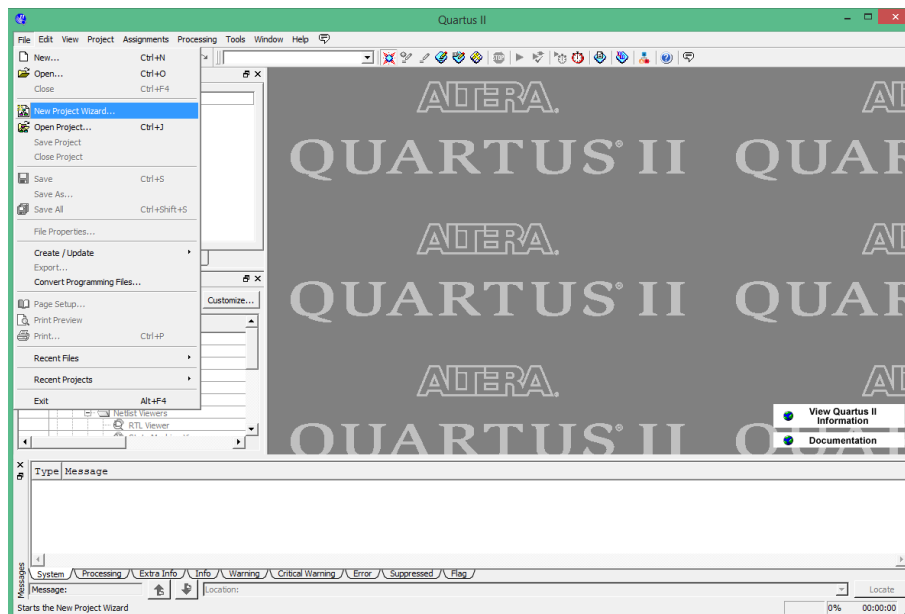 Quartus II
File Edit View Project Assignments Processing Tools Window Help
New... Ctrl+N
Open... Ctrl+O
Close Ctrl+F4
New Project Wizard...
Open Project... Ctrl+J
Save Project
Close Project
Save Ctrl+S
Save As...
Save All Ctrl+Shift+S
File Properties...
Create / Update
Export...
Convert Programming Files...
Page Setup...
Print Preview
Print... Ctrl+P
Recent Files
Recent Projects
Exit Alt+F4
Customize...
Netlist Viewers
RTL Viewer
STOP
ALTERA.
QUARTUS® II QUAR
ALTERA.
QUARTUS® II QUAR
ALTERA.
QUARTUS® II
View Quartus II
Information
Documentation
Type Message
Messages
System Processing Extra Info Info Warning Critical Warning Error Suppressed Flag
Message: Location: Locate
Starts the New Project Wizard 0% 00:00:00